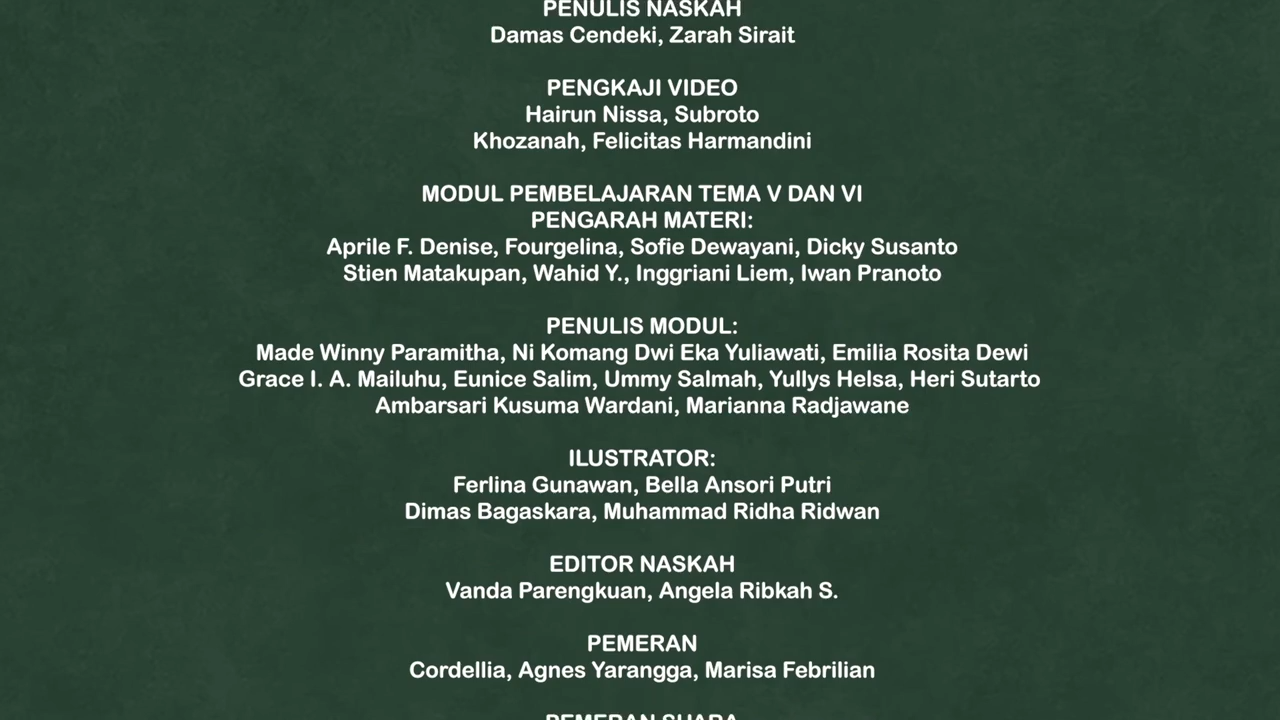 PENULIS NASKAH
Damas Cendeki, Zarah Sirait
PENGKAJI VIDEO
Hairun Nissa, Subroto
Khozanah, Felicitas Harmandini
MODUL PEMBELAJARAN TEMA V DAN VI
PENGARAH MATERI:
Aprile F. Denise, Fourgelina, Sofie Dewayani, Dicky Susanto
Stien Matakupan, Wahid Y., Inggriani Liem, Iwan Pranoto
PENULIS MODUL:
Made Winny Paramitha, Ni Komang Dwi Eka Yuliawati, Emilia Rosita Dewi
Grace I. A. Mailuhu, Eunice Salim, Ummy Salmah, Yullys Helsa, Heri Sutarto
Ambarsari Kusuma Wardani, Marianna Radjawane
ILUSTRATOR:
Ferlina Gunawan, Bella Ansori Putri
Dimas Bagaskara, Muhammad Ridha Ridwan
EDITOR NASKAH
Vanda Parengkuan, Angela Ribkah S.
PEMERAN
Cordellia, Agnes Yarangga, Marisa Febrilian
PEMERAN SUARA